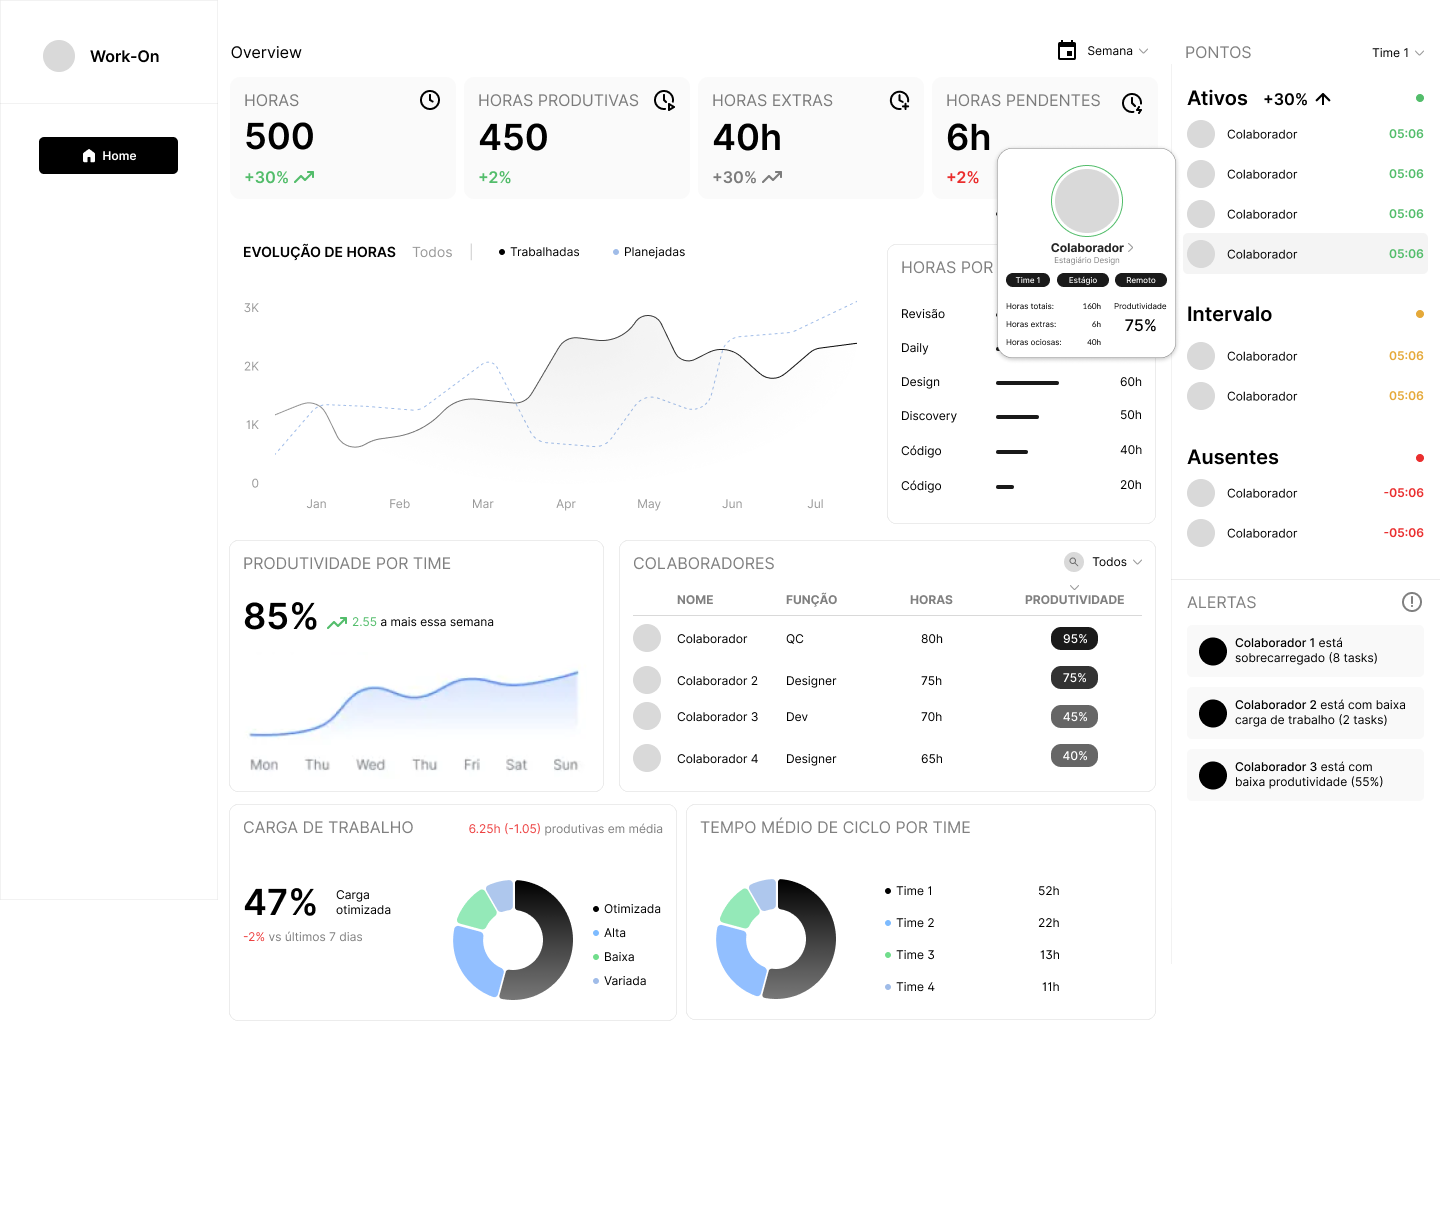 Work-On
Home
Overview
Semana
HORAS
500
+30%
HORAS PRODUTIVAS
450
+2%
HORAS EXTRAS
40h
+30%
HORAS PENDENTES
6h
+2%
EVOLUÇÃO DE HORAS
Todos
Trabalhadas
Planejadas
3K
2K
1K
0
Jan
Feb
Mar
Apr
May
Jun
Jul
HORAS POR
Revisão
Daily
Design 60h
Discovery 50h
Código 40h
Código 20h
Colaborador
Estagiário Design
Time 1
Estágio
Remoto
Horas totais: 160h
Horas extras: 6h
Horas ociosas: 40h
Produtividade
75%
PRODUTIVIDADE POR TIME
85%
2.55 a mais essa semana
Mon
Thu
Wed
Thu
Fri
Sat
Sun
COLABORADORES
Todos
NOME FUNÇÃO HORAS PRODUTIVIDADE
Colaborador QC 80h 95%
Colaborador 2 Designer 75h 75%
Colaborador 3 Dev 70h 45%
Colaborador 4 Designer 65h 40%
CARGA DE TRABALHO
6.25h (-1.05) produtivas em média
47%
Carga
otimizada
-2% vs últimos 7 dias
Otimizada
Alta
Baixa
Variada
TEMPO MÉDIO DE CICLO POR TIME
Time 1 52h
Time 2 22h
Time 3 13h
Time 4 11h
PONTOS
Time 1
Ativos +30%
Colaborador 05:06
Colaborador 05:06
Colaborador 05:06
Colaborador 05:06
Intervalo
Colaborador 05:06
Colaborador 05:06
Ausentes
Colaborador -05:06
Colaborador -05:06
ALERTAS
Colaborador 1 está
sobrecarregado (8 tasks)
Colaborador 2 está com baixa
carga de trabalho (2 tasks)
Colaborador 3 está com
baixa produtividade (55%)